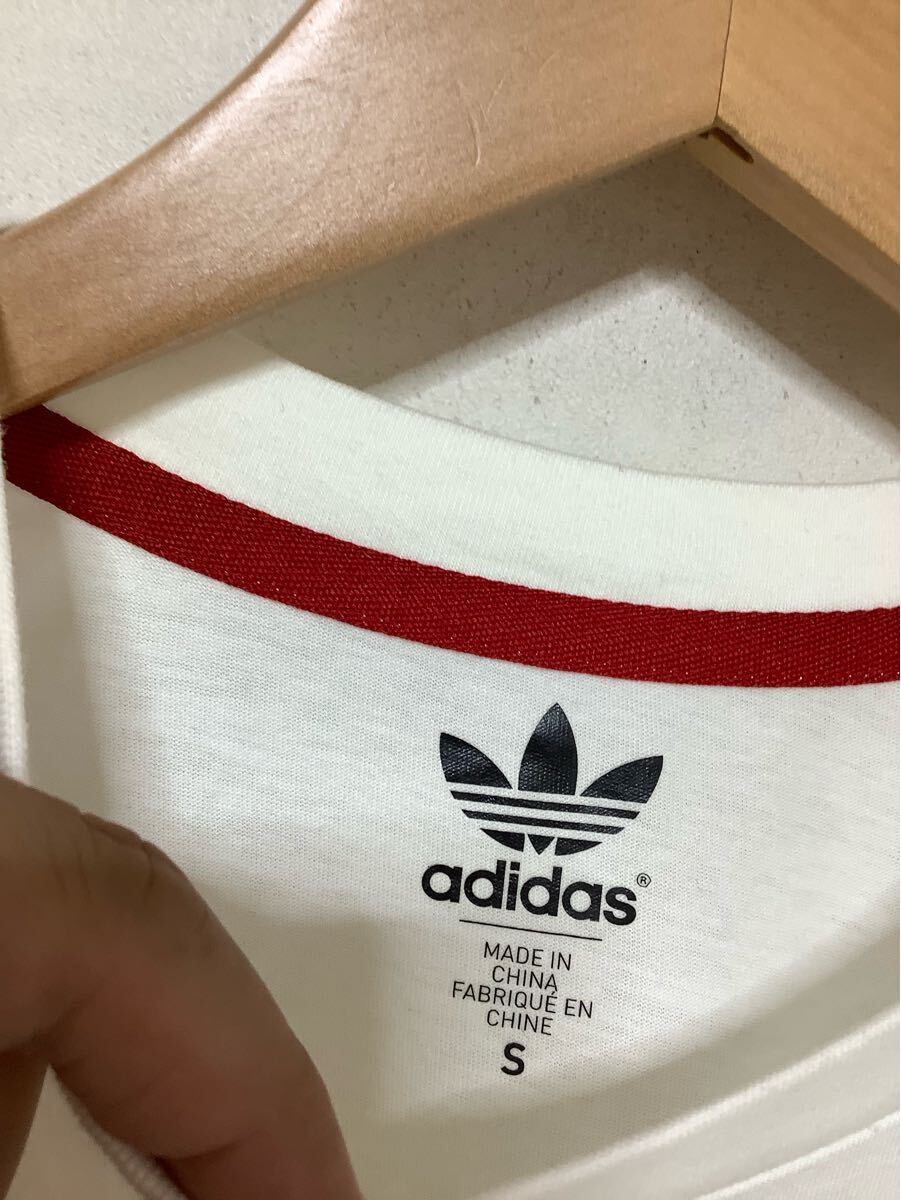 adidas®
MADE IN
CHINA
FABRIQUÉ EN
CHINE
S